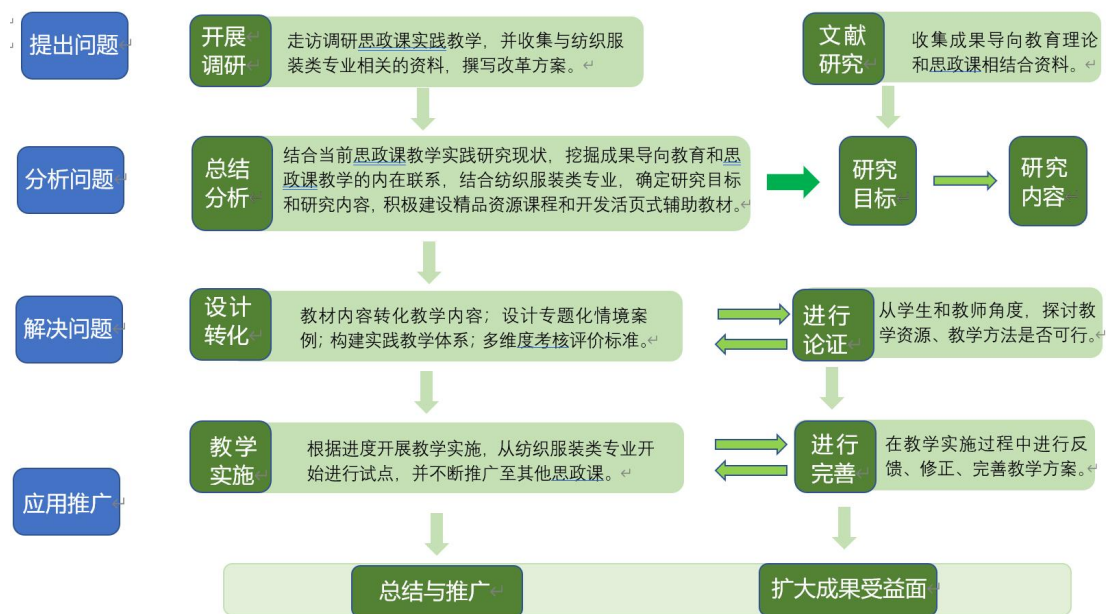 提出问题
开展
调研
走访调研思政课实践教学，并收集与纺织服
装类专业相关的资料，撰写改革方案。
文献
研究
收集成果导向教育理论
和思政课相结合资料。
分析问题
总结
分析
结合当前思政课教学实践研究现状，挖掘成果导向教育和思
政课教学的内在联系，结合纺织服装类专业，确定研究目标
和研究内容，积极建设精品资源课程和开发活页式辅助教材。
研究
目标
研究
内容
解决问题
设计
转化
教材内容转化教学内容；设计专题化情境案
例；构建实践教学体系；多维度考核评价标准。
进行
论证
从学生和教师角度，探讨教
学资源、教学方法是否可行。
应用推广
教学
实施
根据进度开展教学实施，从纺织服装类专业开
始进行试点，并不断推广至其他思政课。
进行
完善
在教学实施过程中进行反
馈、修正、完善教学方案。
总结与推广
扩大成果受益面